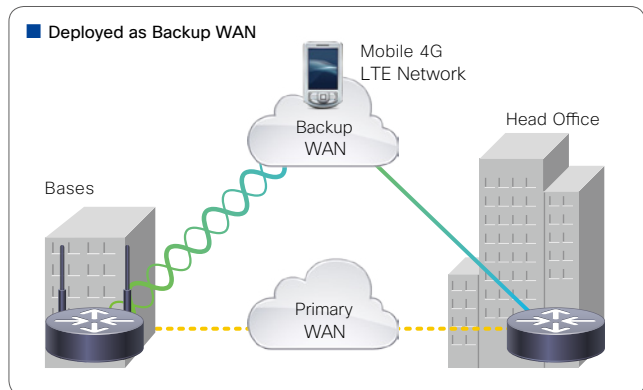 Deployed as Backup WAN
Mobile 4G
LTE Network
Backup
WAN
Head Office
Bases
Primary
WAN